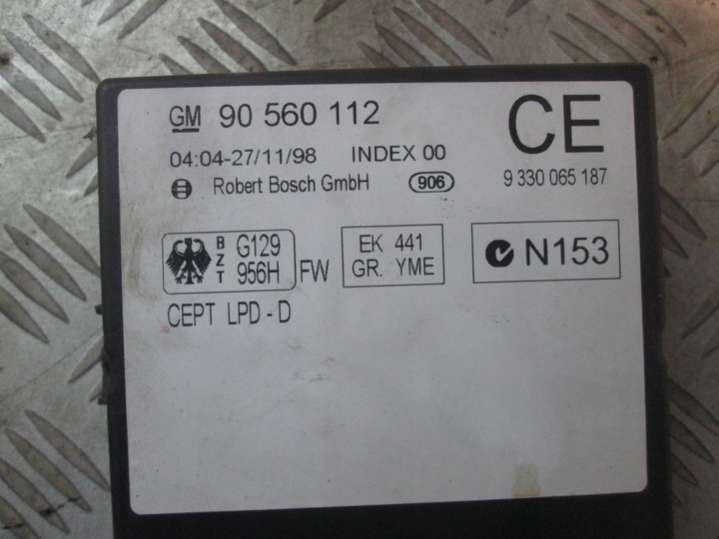 GM 90 560 112
CE
04:04-27/11/98 INDEX 00
Robert Bosch GmbH 906
9 330 065 187
BZT G129
956H FW
EK 441
GR. YME
N153
CEPT LPD - D